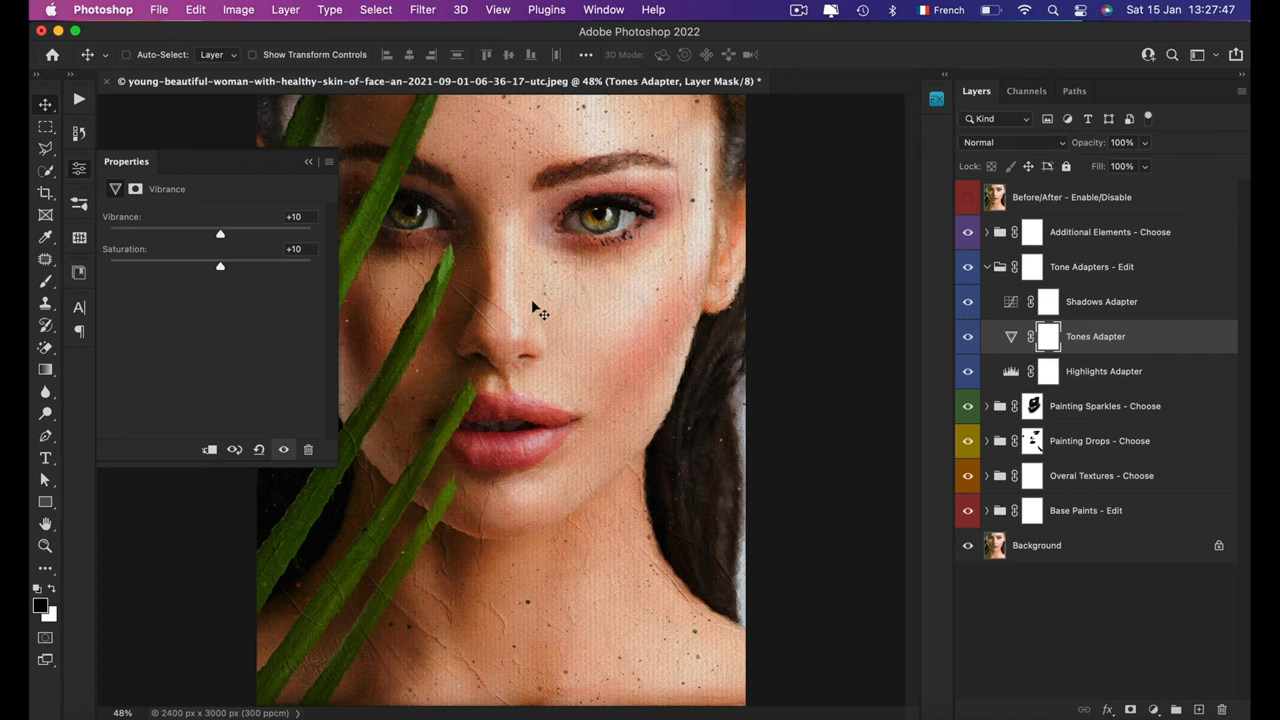 Photoshop File Edit Image Layer Type Select Filter 3D View Plugins Window Help French Sat 15 Jan 13:27:47
Adobe Photoshop 2022
Auto-Select: Layer Show Transform Controls 3D Mode:
© young-beautiful-woman-with-healthy-skin-of-face-an-2021-09-01-06-36-17-utc.jpeg @ 48% (Tones Adapter, Layer Mask/8) *
Properties
Vibrance
Vibrance: +10
Saturation: +10
Layers Channels Paths
Kind
Normal Opacity: 100%
Lock: Fill: 100%
Before/After - Enable/Disable
Additional Elements - Choose
Tone Adapters - Edit
Shadows Adapter
Tones Adapter
Highlights Adapter
Painting Sparkles - Choose
Painting Drops - Choose
Overal Textures - Choose
Base Paints - Edit
Background
48% © 2400 px x 3000 px (300 ppcm)